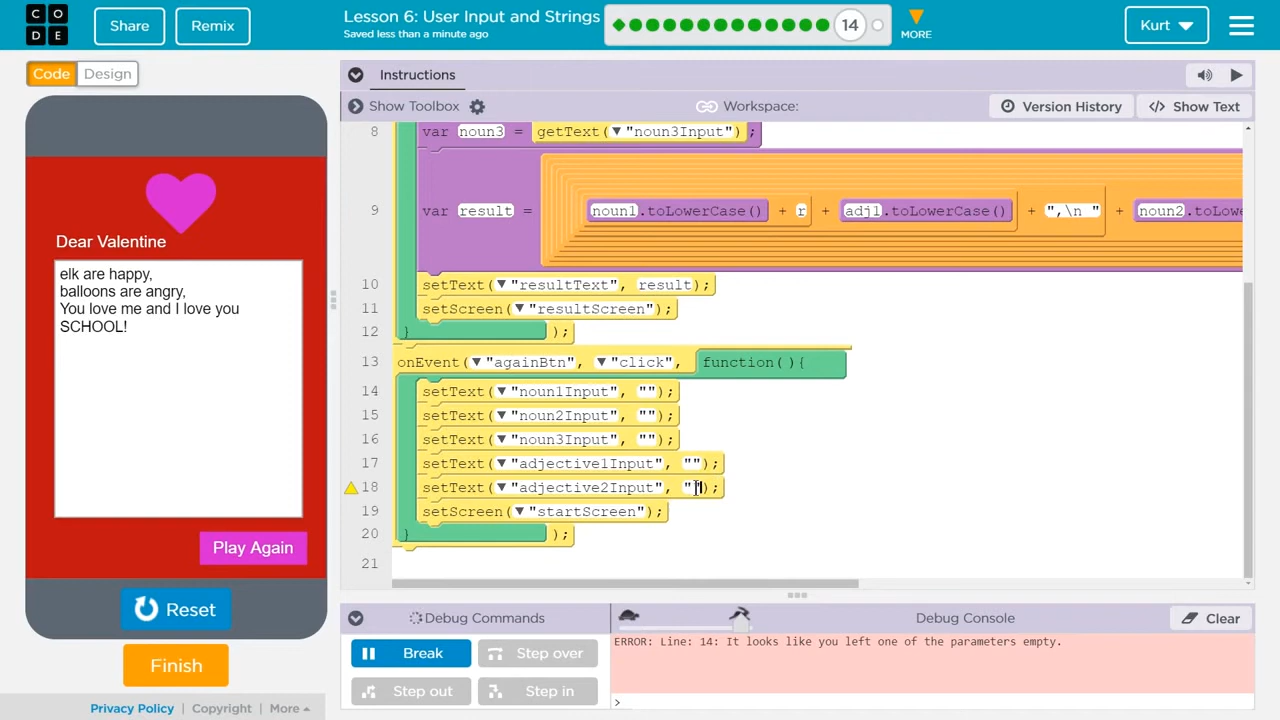 C O
D E
Share
Remix
Lesson 6: User Input and Strings
Saved less than a minute ago
14
MORE
Kurt
Code
Design
Instructions
Show Toolbox
Workspace:
Version History
</> Show Text
8 var noun3 = getText( ▼ "noun3Input");
9 var result = noun1.toLowerCase() + r + adj1.toLowerCase() + ",\n " + noun2.toLowe
10 setText( ▼ "resultText", result);
11 setScreen( ▼ "resultScreen");
12 } );
13 onEvent( ▼ "againBtn", ▼ "click", function( ){
14 setText( ▼ "noun1Input", "");
15 setText( ▼ "noun2Input", "");
16 setText( ▼ "noun3Input", "");
17 setText( ▼ "adjective1Input", "");
18 setText( ▼ "adjective2Input", "");
19 setScreen( ▼ "startScreen");
20 } );
21
Dear Valentine
elk are happy,
balloons are angry,
You love me and I love you
SCHOOL!
Play Again
Reset
Finish
Privacy Policy | Copyright | More
Debug Commands
Break
Step over
Step out
Step in
Debug Console
Clear
ERROR: Line: 14: It looks like you left one of the parameters empty.
>